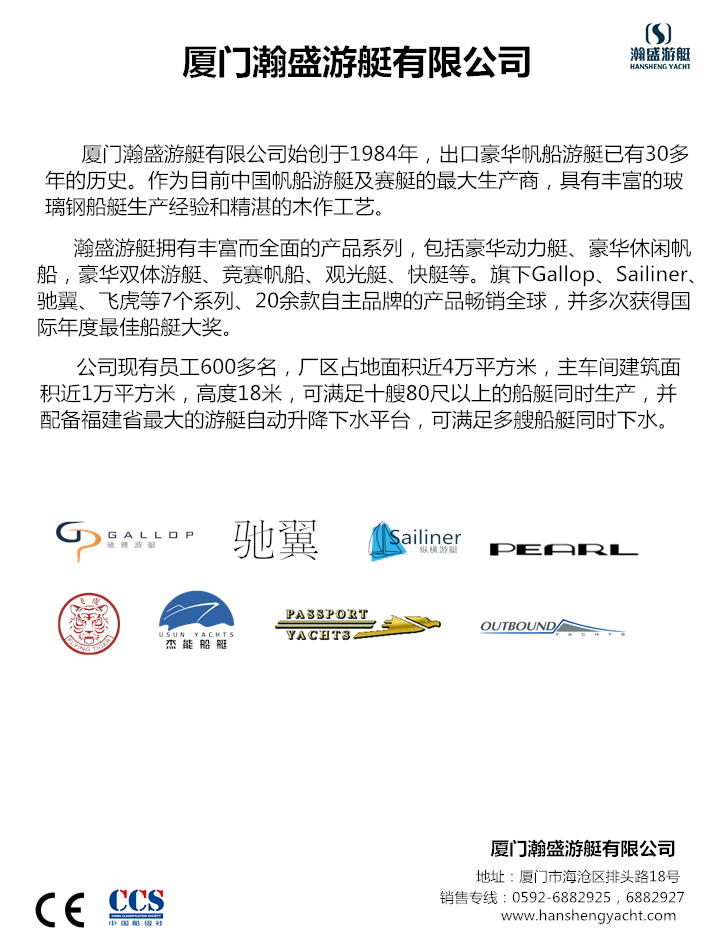 厦门瀚盛游艇有限公司
瀚盛游艇
HANSHENG YACHT
厦门瀚盛游艇有限公司始创于1984年，出口豪华帆船游艇已有30多
年的历史。作为目前中国帆船游艇及赛艇的最大生产商，具有丰富的玻
璃钢船艇生产经验和精湛的木作工艺。
瀚盛游艇拥有丰富而全面的产品系列，包括豪华动力艇、豪华休闲帆
船，豪华双体游艇、竞赛帆船、观光艇、快艇等。旗下Gallop、Sailiner、
驰翼、飞虎等7个系列、20余款自主品牌的产品畅销全球，并多次获得国
际年度最佳船艇大奖。
公司现有员工600多名，厂区占地面积近4万平方米，主车间建筑面
积近1万平方米，高度18米，可满足十艘80尺以上的船艇同时生产，并
配备福建省最大的游艇自动升降下水平台，可满足多艘船艇同时下水。
GP GALLOP
驰骋游艇
驰翼
Sailiner
纵横游艇
PEARL
飞虎
FLYING TIGER
USUN YACHTS
杰能船艇
PASSPORT
YACHTS
OUTBOUND
YACHTS
厦门瀚盛游艇有限公司
地址：厦门市海沧区排头路18号
销售专线：0592-6882925，6882927
www.hanshengyacht.com
CE
CCS
CHINA CLASSIFICATION SOCIETY
中国船级社